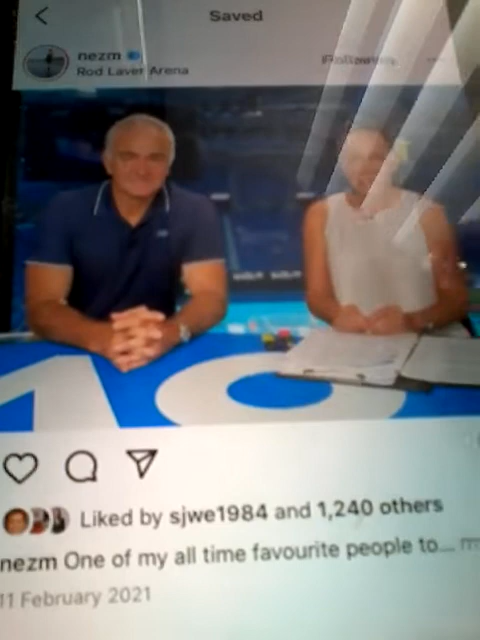 Saved
nezm
Rod Laver Arena
AO
Liked by sjwe1984 and 1,240 others
nezm One of my all time favourite people to...
11 February 2021